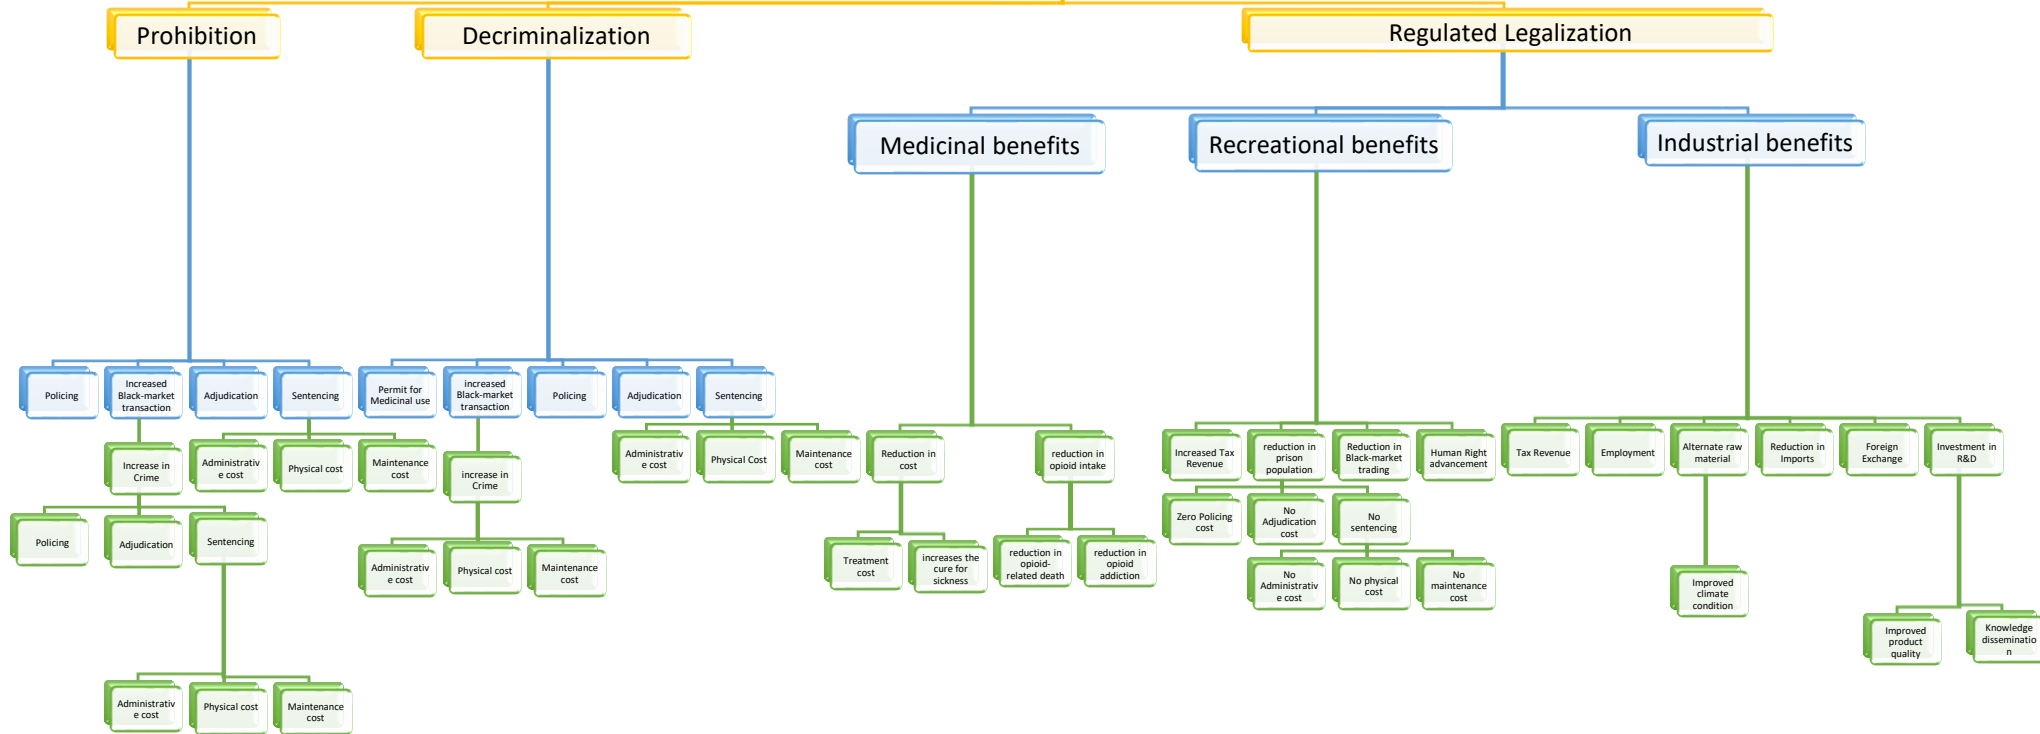 Prohibition
Decriminalization
Regulated Legalization
Medicinal benefits
Recreational benefits
Industrial benefits
Policing
Increased
Black-market
transaction
Adjudication
Sentencing
Permit for
Medicinal use
increased
Black-market
transaction
Policing
Adjudication
Sentencing
Increase in
Crime
Administrativ
e cost
Physical cost
Maintenance
cost
increase in
Crime
Administrativ
e cost
Physical Cost
Maintenance
cost
Reduction in
cost
reduction in
opioid intake
Increased Tax
Revenue
reduction in
prison
population
Reduction in
Black-market
trading
Human Right
advancement
Tax Revenue
Employment
Alternate raw
material
Reduction in
Imports
Foreign
Exchange
Investment in
R&D
Policing
Adjudication
Sentencing
Zero Policing
cost
No
Adjudication
cost
No
sentencing
Administrativ
e cost
Physical cost
Maintenance
cost
Treatment
cost
increases the
cure for
sickness
reduction in
opioid-
related death
reduction in
opioid
addiction
No
Administrativ
e cost
No physical
cost
No
maintenance
cost
Improved
climate
condition
Improved
product
quality
Knowledge
disseminatio
n
Administrativ
e cost
Physical cost
Maintenance
cost